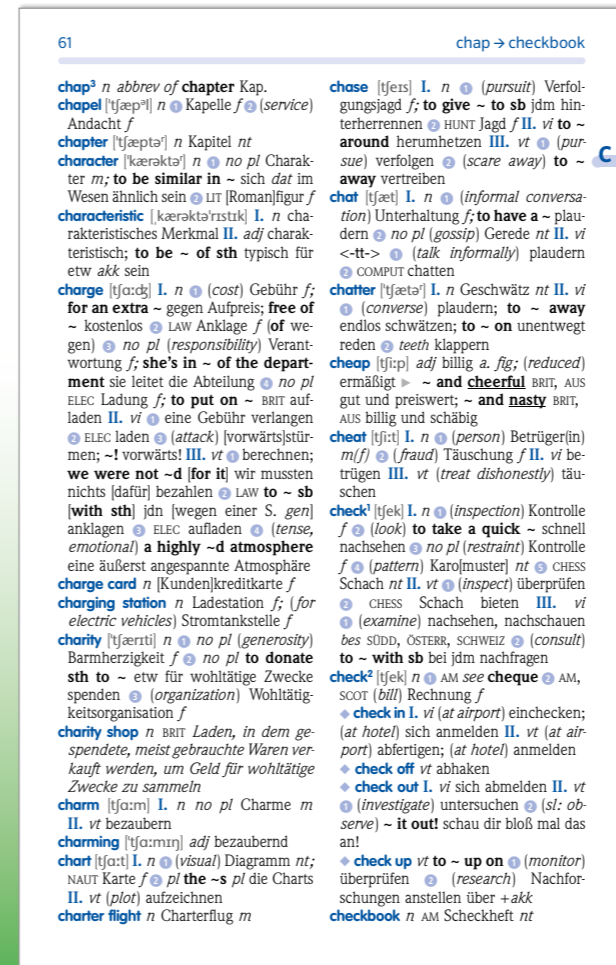 61
chap → checkbook
chap³ n abbrev of chapter Kap.
chapel [ˈtʃæpᵊl] n ❶ Kapelle f ❷ (service)
Andacht f
chapter [ˈtʃæptəʳ] n Kapitel nt
character [ˈkærəktəʳ] n ❶ no pl Charak-
ter m; to be similar in ~ sich dat im
Wesen ähnlich sein ❷ LIT [Roman]figur f
characteristic [ˌkærəktəˈrɪstɪk] I. n cha-
rakteristisches Merkmal II. adj charak-
teristisch; to be ~ of sth typisch für
etw akk sein
charge [tʃɑːdʒ] I. n ❶ (cost) Gebühr f;
for an extra ~ gegen Aufpreis; free of
~ kostenlos ❷ LAW Anklage f (of we-
gen) ❸ no pl (responsibility) Verant-
wortung f; she's in ~ of the depart-
ment sie leitet die Abteilung ❹ no pl
ELEC Ladung f; to put on ~ BRIT auf-
laden II. vi ❶ eine Gebühr verlangen
❷ ELEC laden ❸ (attack) [vorwärts]stür-
men; ~! vorwärts! III. vt ❶ berechnen;
we were not ~d [for it] wir mussten
nichts [dafür] bezahlen ❷ LAW to ~ sb
[with sth] jdn [wegen einer S. gen]
anklagen ❸ ELEC aufladen ❹ (tense,
emotional) a highly ~d atmosphere
eine äußerst angespannte Atmosphäre
charge card n [Kunden]kreditkarte f
charging station n Ladestation f; (for
electric vehicles) Stromtankstelle f
charity [ˈtʃærɪti] n ❶ no pl (generosity)
Barmherzigkeit f ❷ no pl to donate
sth to ~ etw für wohltätige Zwecke
spenden ❸ (organization) Wohltätig-
keitsorganisation f
charity shop n BRIT Laden, in dem ge-
spendete, meist gebrauchte Waren ver-
kauft werden, um Geld für wohltätige
Zwecke zu sammeln
charm [tʃɑːm] I. n no pl Charme m
II. vt bezaubern
charming [ˈtʃɑːmɪŋ] adj bezaubernd
chart [tʃɑːt] I. n ❶ (visual) Diagramm nt;
NAUT Karte f ❷ pl the ~s pl die Charts
II. vt (plot) aufzeichnen
charter flight n Charterflug m
chase [tʃeɪs] I. n ❶ (pursuit) Verfol-
gungsjagd f; to give ~ to sb jdm hin-
terherrennen ❷ HUNT Jagd f II. vi to ~
around herumhetzen III. vt ❶ (pur-
sue) verfolgen ❷ (scare away) to ~
away vertreiben
chat [tʃæt] I. n ❶ (informal conversa-
tion) Unterhaltung f; to have a ~ plau-
dern ❷ no pl (gossip) Gerede nt II. vi
<-tt-> ❶ (talk informally) plaudern
❷ COMPUT chatten
chatter [ˈtʃætəʳ] I. n Geschwätz nt II. vi
❶ (converse) plaudern; to ~ away
endlos schwätzen; to ~ on unentwegt
reden ❷ teeth klappern
cheap [tʃiːp] adj billig a. fig; (reduced)
ermäßigt ▶ ~ and cheerful BRIT, AUS
gut und preiswert; ~ and nasty BRIT,
AUS billig und schäbig
cheat [tʃiːt] I. n ❶ (person) Betrüger(in)
m(f) ❷ (fraud) Täuschung f II. vi be-
trügen III. vt (treat dishonestly) täu-
schen
check¹ [tʃek] I. n ❶ (inspection) Kontrolle
f ❷ (look) to take a quick ~ schnell
nachsehen ❸ no pl (restraint) Kontrolle
f ❹ (pattern) Karo[muster] nt ❺ CHESS
Schach nt II. vt ❶ (inspect) überprüfen
❷ CHESS Schach bieten III. vi
❶ (examine) nachsehen, nachschauen
bes SÜDD, ÖSTERR, SCHWEIZ ❷ (consult)
to ~ with sb bei jdm nachfragen
check² [tʃek] n ❶ AM see cheque ❷ AM,
SCOT (bill) Rechnung f
◆ check in I. vi (at airport) einchecken;
(at hotel) sich anmelden II. vt (at air-
port) abfertigen; (at hotel) anmelden
◆ check off vt abhaken
◆ check out I. vi sich abmelden II. vt
❶ (investigate) untersuchen ❷ (sl: ob-
serve) ~ it out! schau dir bloß mal das
an!
◆ check up vt to ~ up on ❶ (monitor)
überprüfen ❷ (research) Nachfor-
schungen anstellen über +akk
checkbook n AM Scheckheft nt
C